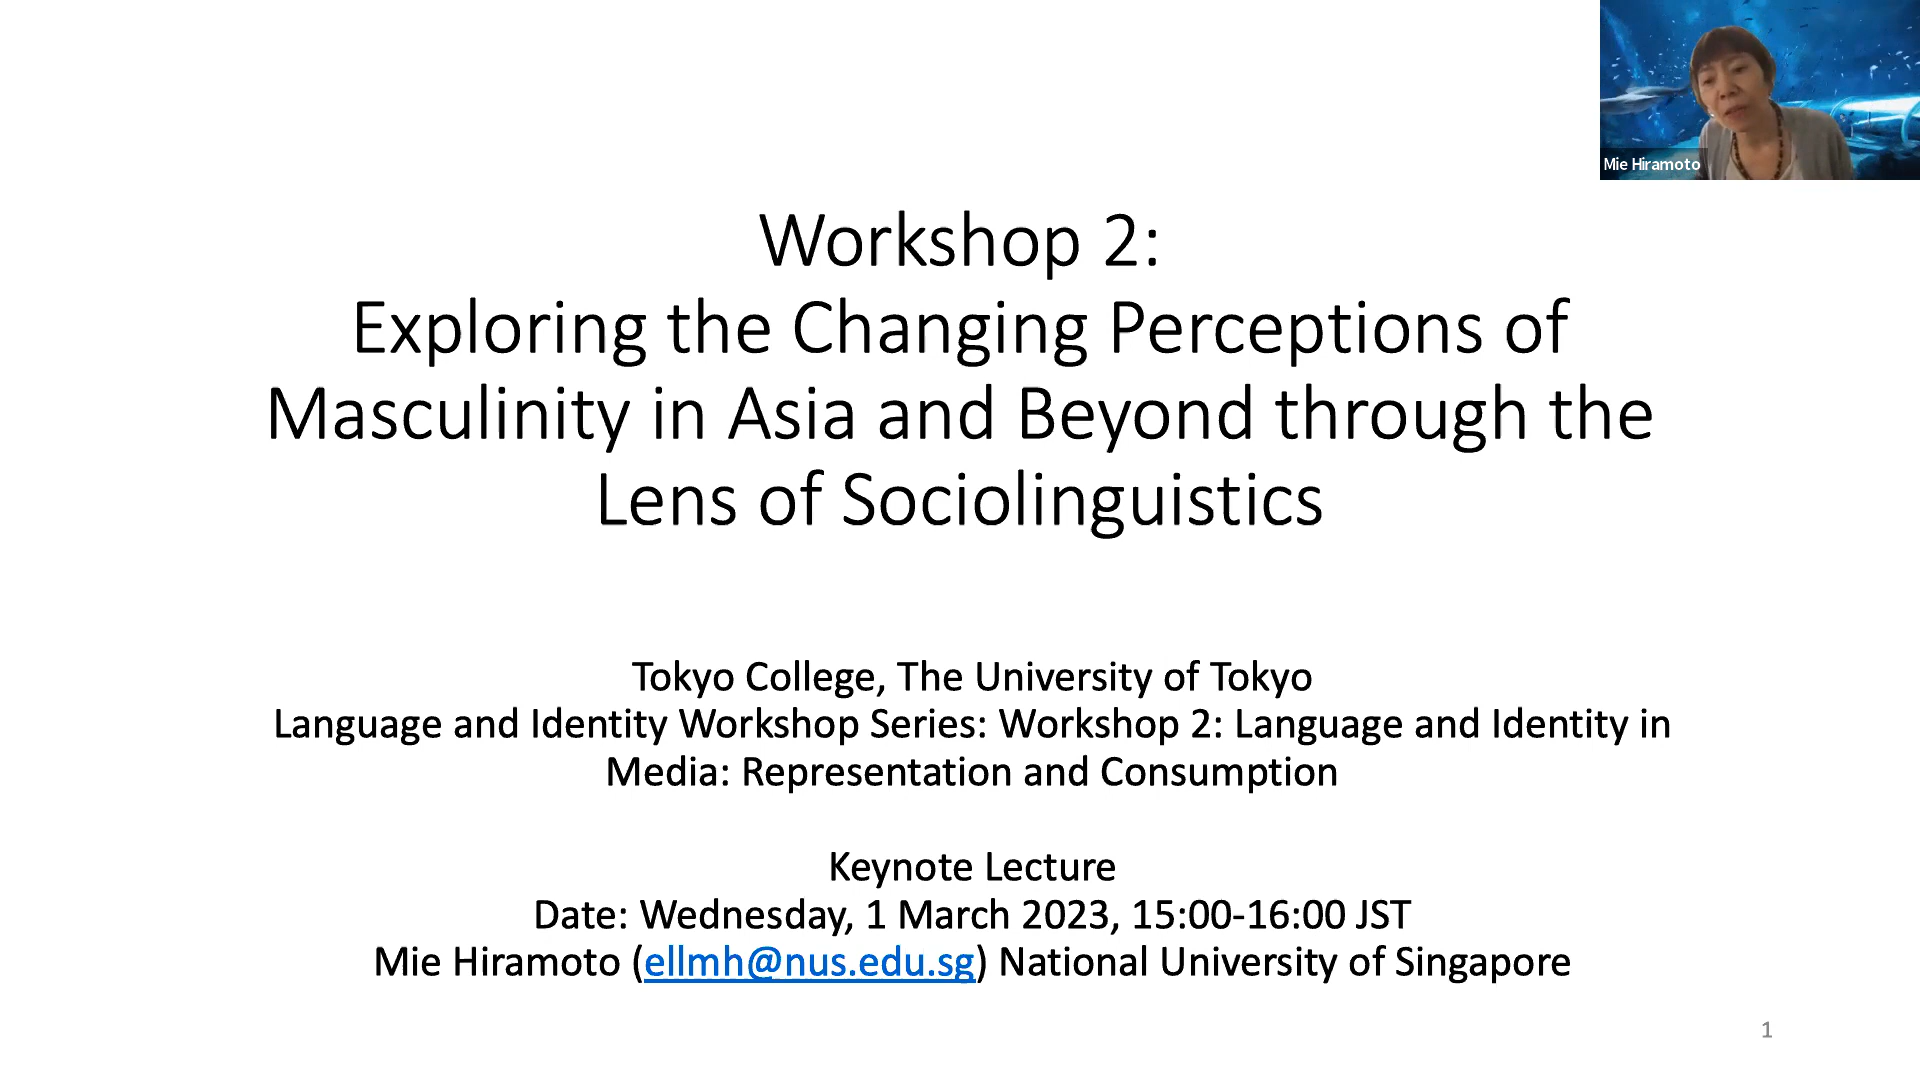 Mie Hiramoto
Workshop 2:
Exploring the Changing Perceptions of
Masculinity in Asia and Beyond through the
Lens of Sociolinguistics
Tokyo College, The University of Tokyo
Language and Identity Workshop Series: Workshop 2: Language and Identity in
Media: Representation and Consumption
Keynote Lecture
Date: Wednesday, 1 March 2023, 15:00-16:00 JST
Mie Hiramoto (ellmh@nus.edu.sg) National University of Singapore
1